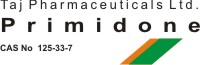 Taj Pharmaceuticals Ltd.
Primidone
CAS No 125-33-7